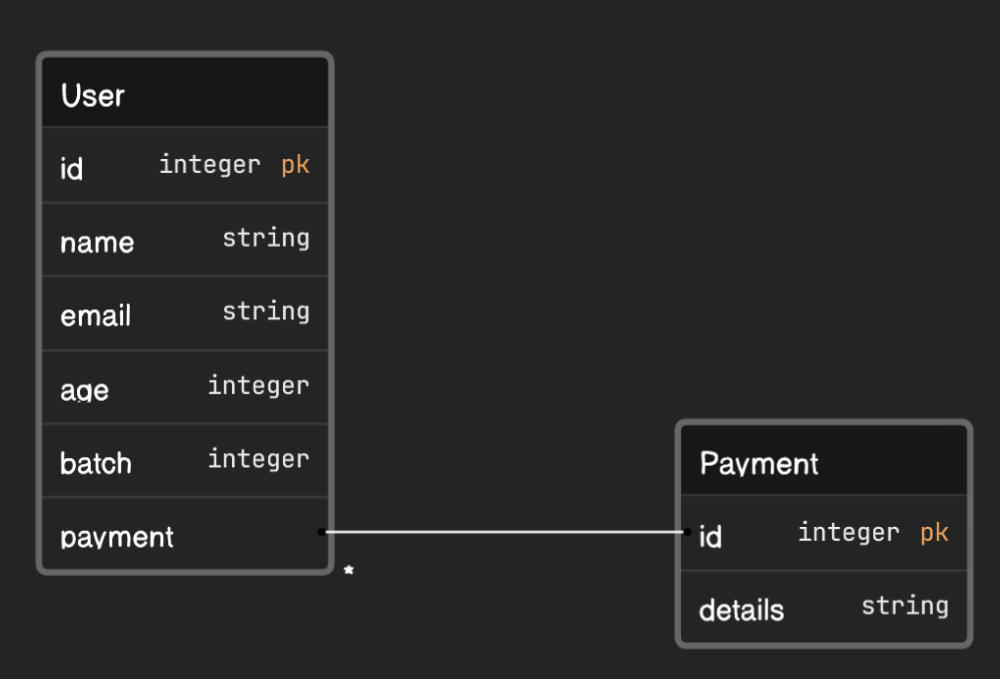 User
id integer pk
name string
email string
age integer
batch integer
payment
*
Payment
id integer pk
details string